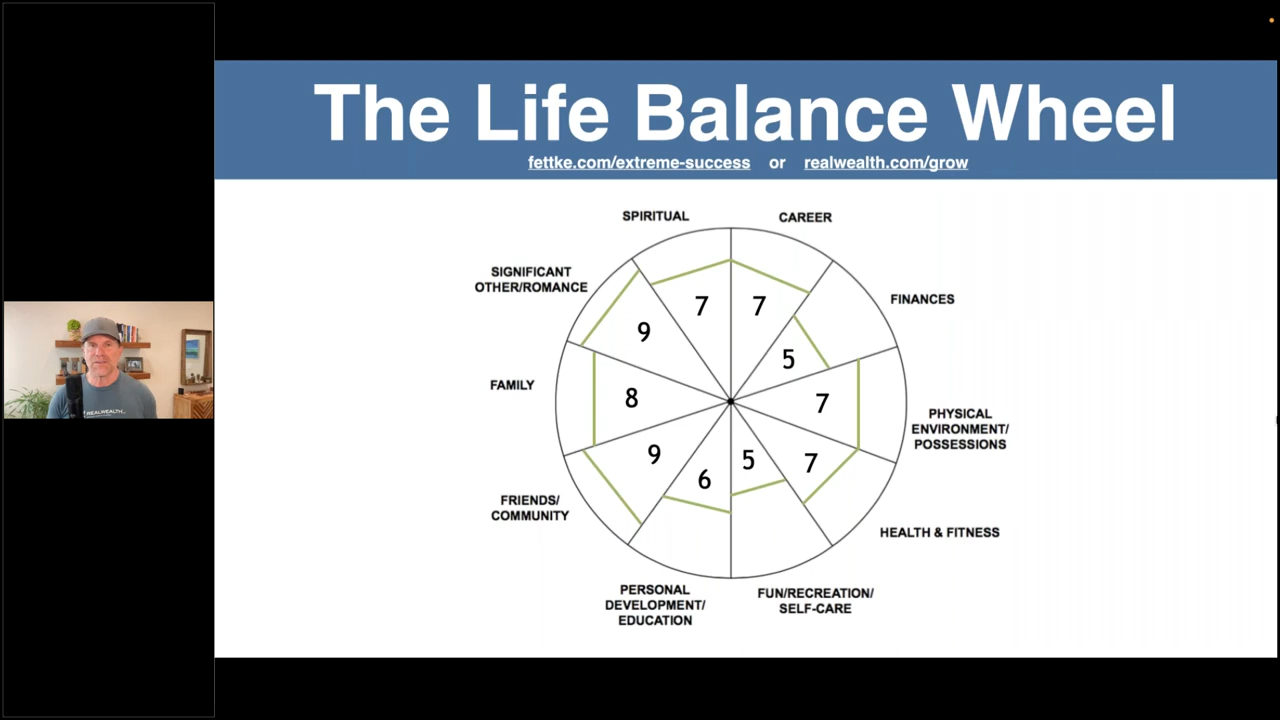 The Life Balance Wheel
fettke.com/extreme-success or realwealth.com/grow
SPIRITUAL
CAREER
SIGNIFICANT
OTHER/ROMANCE
FINANCES
7
7
9
5
FAMILY
8
7
PHYSICAL
ENVIRONMENT/
POSSESSIONS
9
6
5
7
FRIENDS/
COMMUNITY
HEALTH & FITNESS
PERSONAL
DEVELOPMENT/
EDUCATION
FUN/RECREATION/
SELF-CARE
REALWEALTH